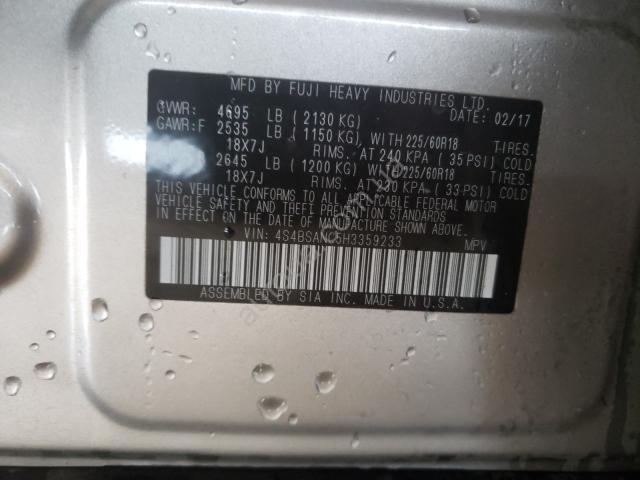 MFD BY FUJI HEAVY INDUSTRIES LTD.
GVWR: 4695 LB ( 2130 KG) DATE: 02/17
GAWR:F 2535 LB ( 1150 KG), WITH 225/60R18 TIRES.
18X7J RIMS. AT 240 KPA ( 35 PSI) COLD
2645 LB ( 1200 KG) WITH 225/60R18 TIRES.
18X7J RIMS. AT 230 KPA ( 33 PSI) COLD
THIS VEHICLE CONFORMS TO ALL APPLICABLE FEDERAL MOTOR
VEHICLE SAFETY AND THEFT PREVENTION STANDARDS
IN EFFECT ON THE DATE OF MANUFACTURE SHOWN ABOVE.
VIN: 4S4BSANC5H3359233 MPV
ASSEMBLED BY SIA INC. MADE IN U.S.A.